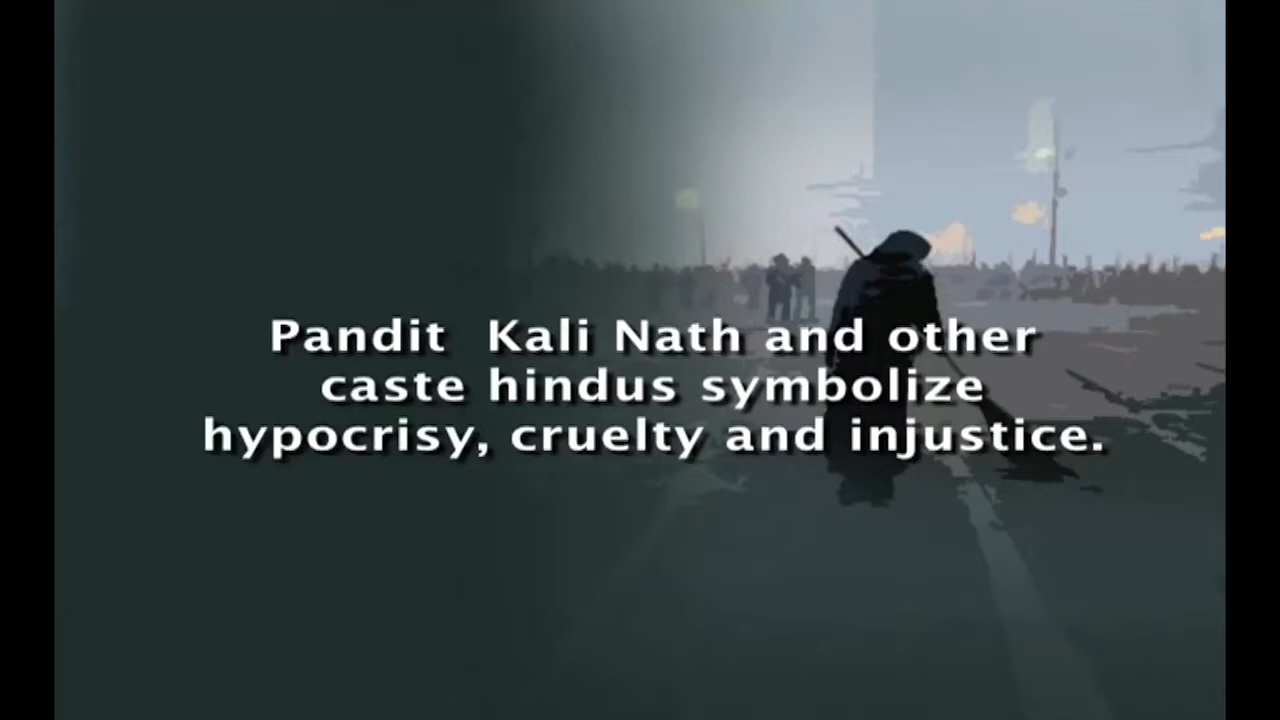 Pandit  Kali Nath and other
caste hindus symbolize
hypocrisy, cruelty and injustice.